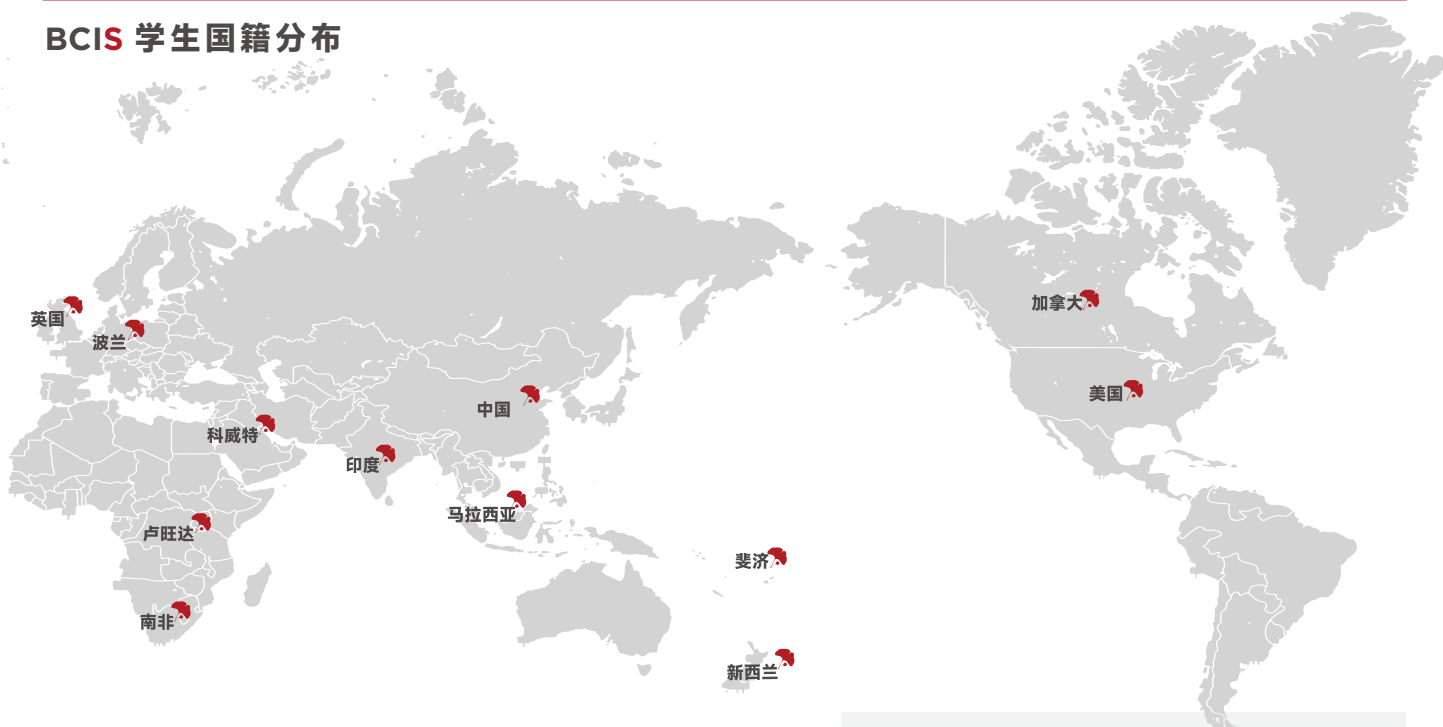 BCIS 学生国籍分布
英国
波兰
加拿大
美国
中国
科威特
印度
马拉西亚
卢旺达
斐济
南非
新西兰